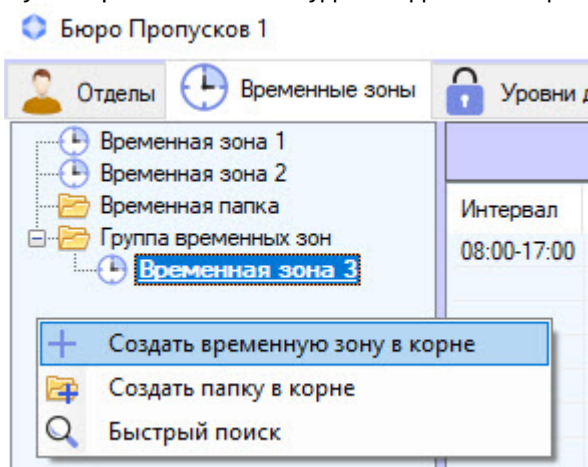 Бюро Пропусков 1
Отделы
Временные зоны
Уровни
Временная зона 1
Временная зона 2
Временная папка
Группа временных зон
Временная зона 3
Интервал
08:00-17:00
Создать временную зону в корне
Создать папку в корне
Быстрый поиск